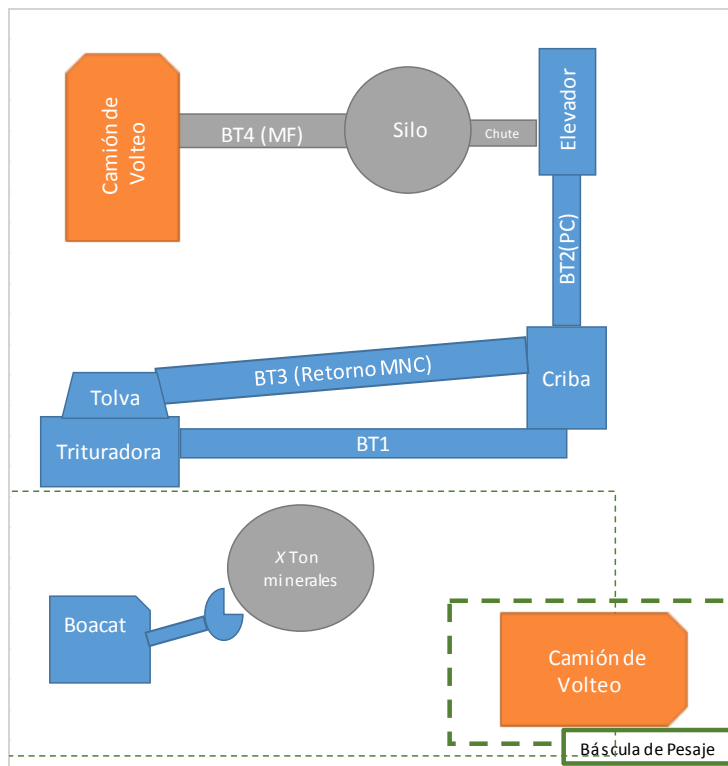 Camión de
Volteo
BT4 (MF)
Silo
Chute
Elevador
BT2(PC)
BT3 (Retorno MNC)
Criba
Tolva
Trituradora
BT1
X Ton
minerales
Boacat
Camión de
Volteo
Báscula de Pesaje